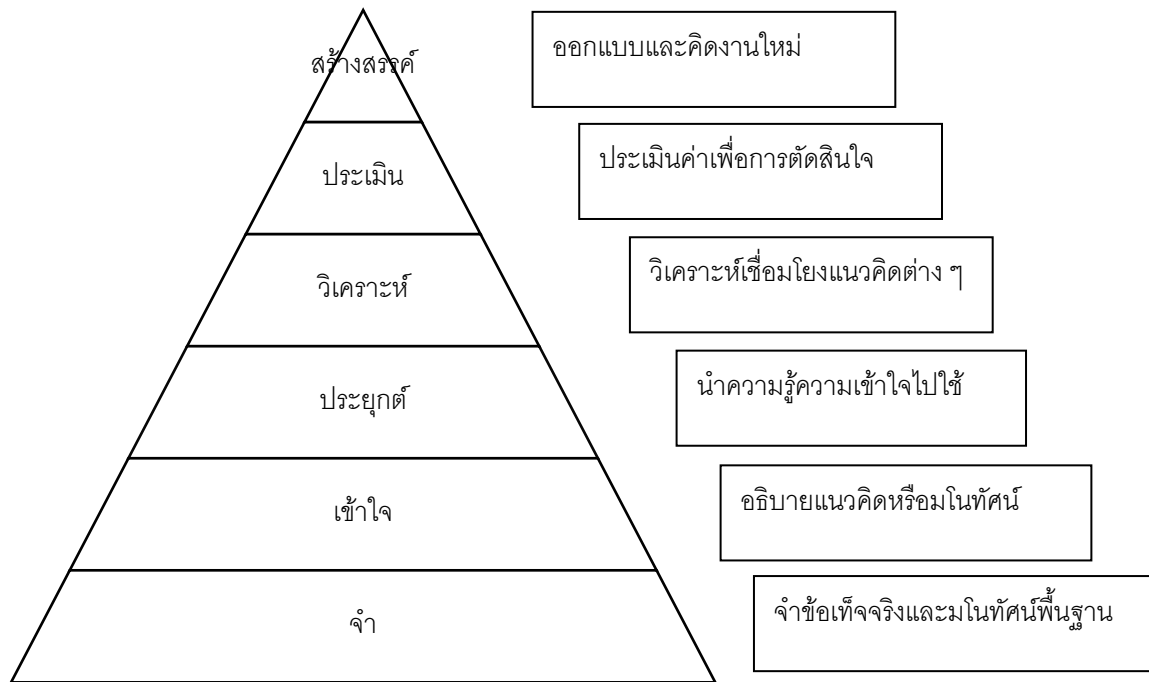 สร้างสรรค์
ออกแบบและคิดงานใหม่
ประเมิน
ประเมินค่าเพื่อการตัดสินใจ
วิเคราะห์
วิเคราะห์เชื่อมโยงแนวคิดต่าง ๆ
ประยุกต์
นำความรู้ความเข้าใจไปใช้
เข้าใจ
อธิบายแนวคิดหรือมโนทัศน์
จำ
จำข้อเท็จจริงและมโนทัศน์พื้นฐาน